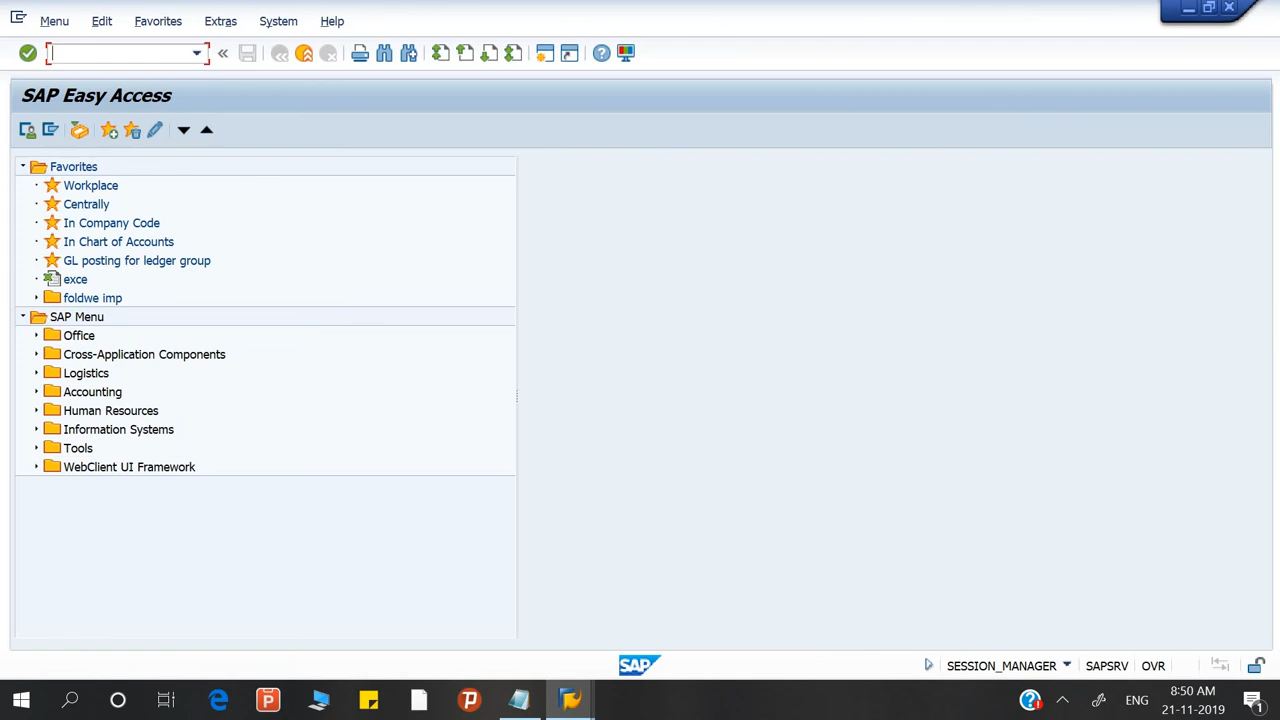 Menu Edit Favorites Extras System Help
SAP Easy Access
Favorites
Workplace
Centrally
In Company Code
In Chart of Accounts
GL posting for ledger group
exce
foldwe imp
SAP Menu
Office
Cross-Application Components
Logistics
Accounting
Human Resources
Information Systems
Tools
WebClient UI Framework
SAP SESSION_MANAGER SAPSRV OVR
ENG 8:50 AM
21-11-2019